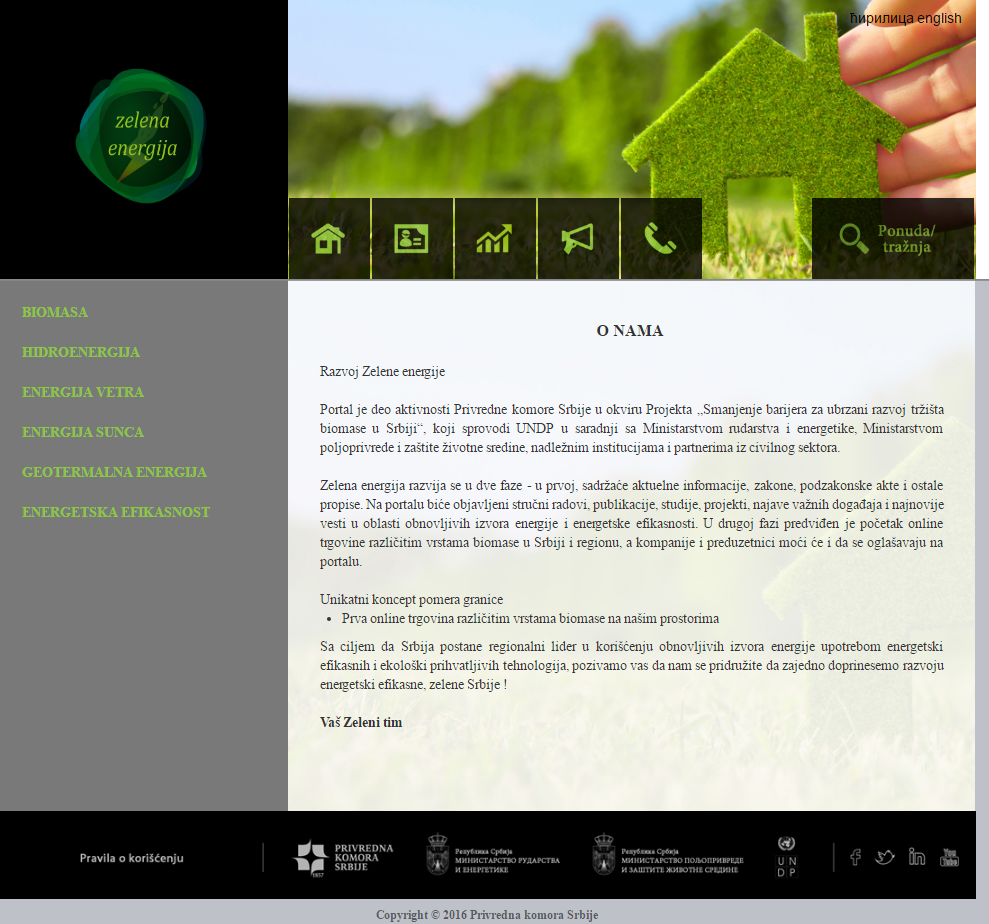 ћирилица english
zelena
energija
Ponuda/
tražnja
BIOMASA
HIDROENERGIJA
ENERGIJA VETRA
ENERGIJA SUNCA
GEOTERMALNA ENERGIJA
ENERGETSKA EFIKASNOST
O NAMA
Razvoj Zelene energije
Portal je deo aktivnosti Privredne komore Srbije u okviru Projekta „Smanjenje barijera za ubrzani razvoj tržišta
biomase u Srbiji“, koji sprovodi UNDP u saradnji sa Ministarstvom rudarstva i energetike, Ministarstvom
poljoprivrede i zaštite životne sredine, nadležnim institucijama i partnerima iz civilnog sektora.
Zelena energija razvija se u dve faze - u prvoj, sadržaće aktuelne informacije, zakone, podzakonske akte i ostale
propise. Na portalu biće objavljeni stručni radovi, publikacije, studije, projekti, najave važnih događaja i najnovije
vesti u oblasti obnovljivih izvora energije i energetske efikasnosti. U drugoj fazi predviđen je početak online
trgovine različitim vrstama biomase u Srbiji i regionu, a kompanije i preduzetnici moći će i da se oglašavaju na
portalu.
Unikatni koncept pomera granice
• Prva online trgovina različitim vrstama biomase na našim prostorima
Sa ciljem da Srbija postane regionalni lider u korišćenju obnovljivih izvora energije upotrebom energetski
efikasnih i ekološki prihvatljivih tehnologija, pozivamo vas da nam se pridružite da zajedno doprinesemo razvoju
energetski efikasne, zelene Srbije !
Vaš Zeleni tim
Pravila o korišćenju
PRIVREDNA
KOMORA
SRBIJE
1857
Република Србија
МИНИСТАРСТВО РУДАРСТВА
И ЕНЕРГЕТИКЕ
Република Србија
МИНИСТАРСТВО ПОЉОПРИВРЕДЕ
И ЗАШТИТЕ ЖИВОТНЕ СРЕДИНЕ
U N
D P
f
in
You
Tube
Copyright © 2016 Privredna komora Srbije